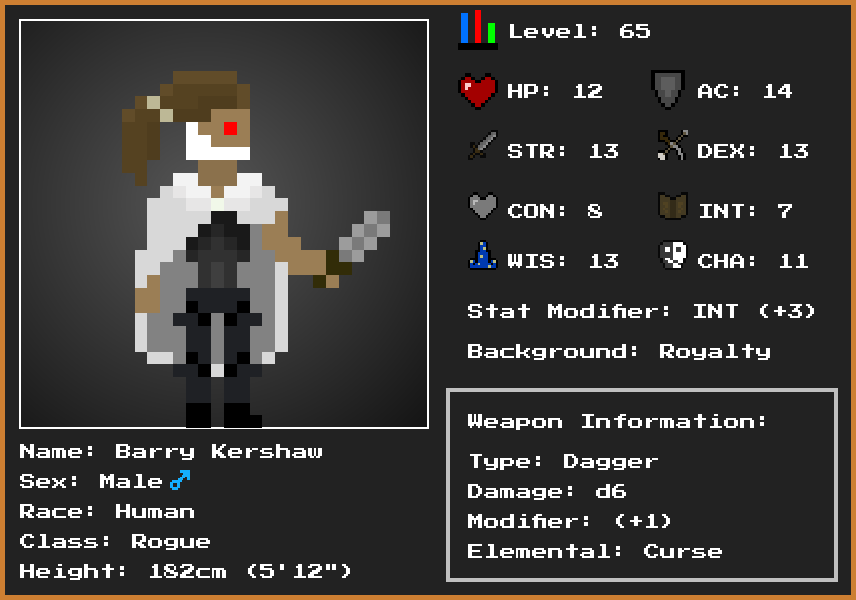 Level: 65
HP: 12
AC: 14
STR: 13
DEX: 13
CON: 8
INT: 7
WIS: 13
CHA: 11
Stat Modifier: INT (+3)
Background: Royalty
Weapon Information:
Type: Dagger
Damage: d6
Modifier: (+1)
Elemental: Curse
Name: Barry Kershaw
Sex: Male♂
Race: Human
Class: Rogue
Height: 182cm (5'12")